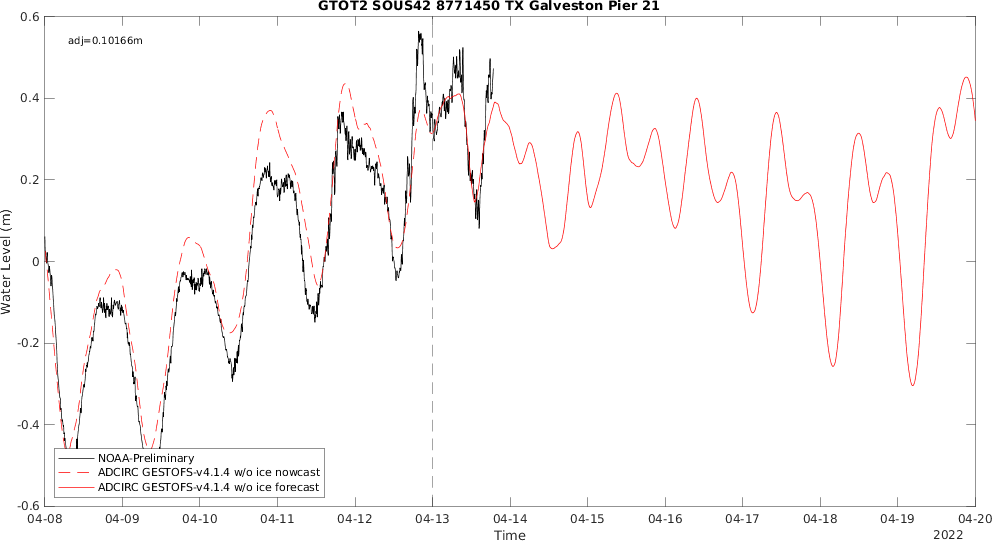 GTOT2 SOUS42 8771450 TX Galveston Pier 21
0.6
adj=0.10166m
0.4
0.2
0
-0.2
-0.4
-0.6
Water Level (m)
NOAA-Preliminary
ADCIRC GESTOFS-v4.1.4 w/o ice nowcast
ADCIRC GESTOFS-v4.1.4 w/o ice forecast
04-08 04-09 04-10 04-11 04-12 04-13 04-14 04-15 04-16 04-17 04-18 04-19 04-20
Time
2022